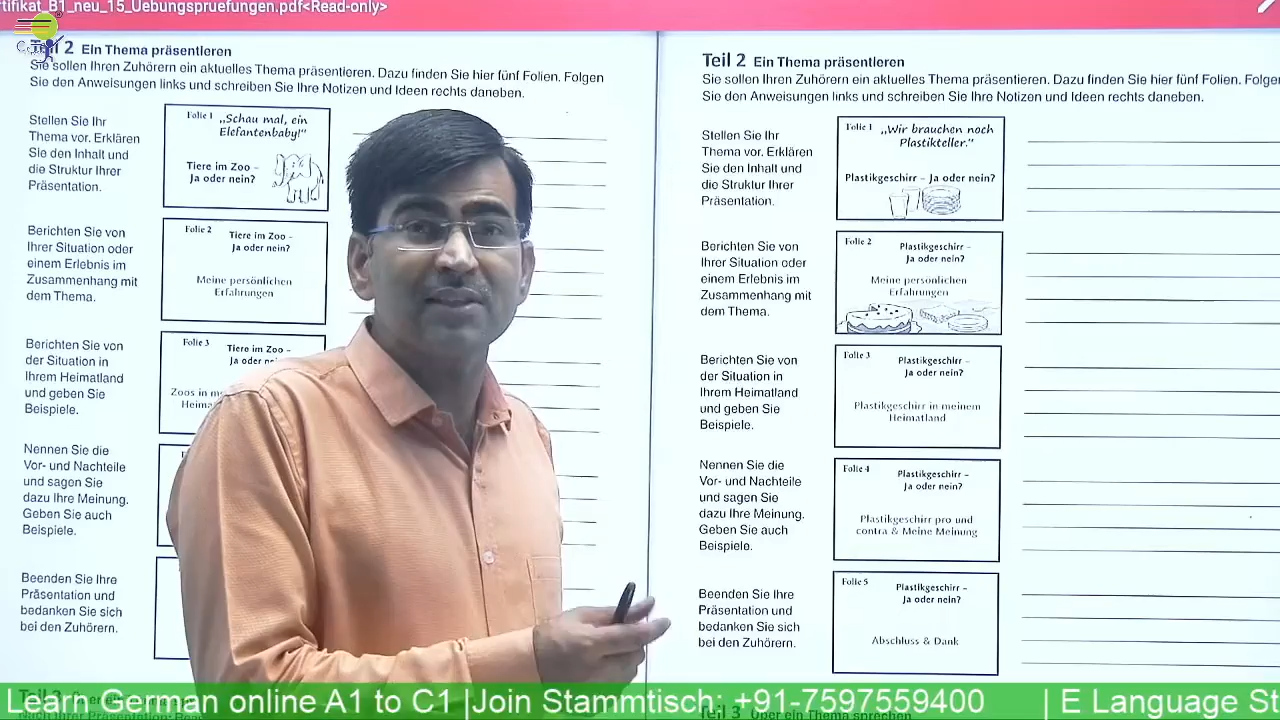 rtifikat_B1_neu_15_Uebungspruefungen.pdf<Read-only>
Teil 2 Ein Thema präsentieren
Sie sollen Ihren Zuhörern ein aktuelles Thema präsentieren. Dazu finden Sie hier fünf Folien. Folgen
Sie den Anweisungen links und schreiben Sie Ihre Notizen und Ideen rechts daneben.
Stellen Sie Ihr
Thema vor. Erklären
Sie den Inhalt und
die Struktur Ihrer
Präsentation.
Folie 1
„Schau mal, ein
Elefantenbaby!"
Tiere im Zoo –
Ja oder nein?
Berichten Sie von
Ihrer Situation oder
einem Erlebnis im
Zusammenhang mit
dem Thema.
Folie 2
Tiere im Zoo –
Ja oder nein?
Meine persönlichen
Erfahrungen
Berichten Sie von
der Situation in
Ihrem Heimatland
und geben Sie
Beispiele.
Folie 3
Tiere im Zoo –
Ja oder
Zoos in
Nennen Sie die
Vor- und Nachteile
und sagen Sie
dazu Ihre Meinung.
Geben Sie auch
Beispiele.
Beenden Sie Ihre
Präsentation und
bedanken Sie sich
bei den Zuhörern.
Teil 2 Ein Thema präsentieren
Sie sollen Ihren Zuhörern ein aktuelles Thema präsentieren. Dazu finden Sie hier fünf Folien. Folge
Sie den Anweisungen links und schreiben Sie Ihre Notizen und Ideen rechts daneben.
Stellen Sie Ihr
Thema vor. Erklären
Sie den Inhalt und
die Struktur Ihrer
Präsentation.
Folie 1
„Wir brauchen noch
Plastikteller."
Plastikgeschirr – Ja oder nein?
Berichten Sie von
Ihrer Situation oder
einem Erlebnis im
Zusammenhang mit
dem Thema.
Folie 2
Plastikgeschirr –
Ja oder nein?
Meine persönlichen
Erfahrungen
Berichten Sie von
der Situation in
Ihrem Heimatland
und geben Sie
Beispiele.
Folie 3
Plastikgeschirr –
Ja oder nein?
Plastikgeschirr in meinem
Heimatland
Nennen Sie die
Vor- und Nachteile
und sagen Sie
dazu Ihre Meinung.
Geben Sie auch
Beispiele.
Folie 4
Plastikgeschirr –
Ja oder nein?
Plastikgeschirr pro und
contra & Meine Meinung
Beenden Sie Ihre
Präsentation und
bedanken Sie sich
bei den Zuhörern.
Folie 5
Plastikgeschirr –
Ja oder nein?
Abschluss & Dank
Teil 3 Über ein Thema sprechen
Learn German online A1 to C1 |Join Stammtisch: +91-7597559400 | E Language St